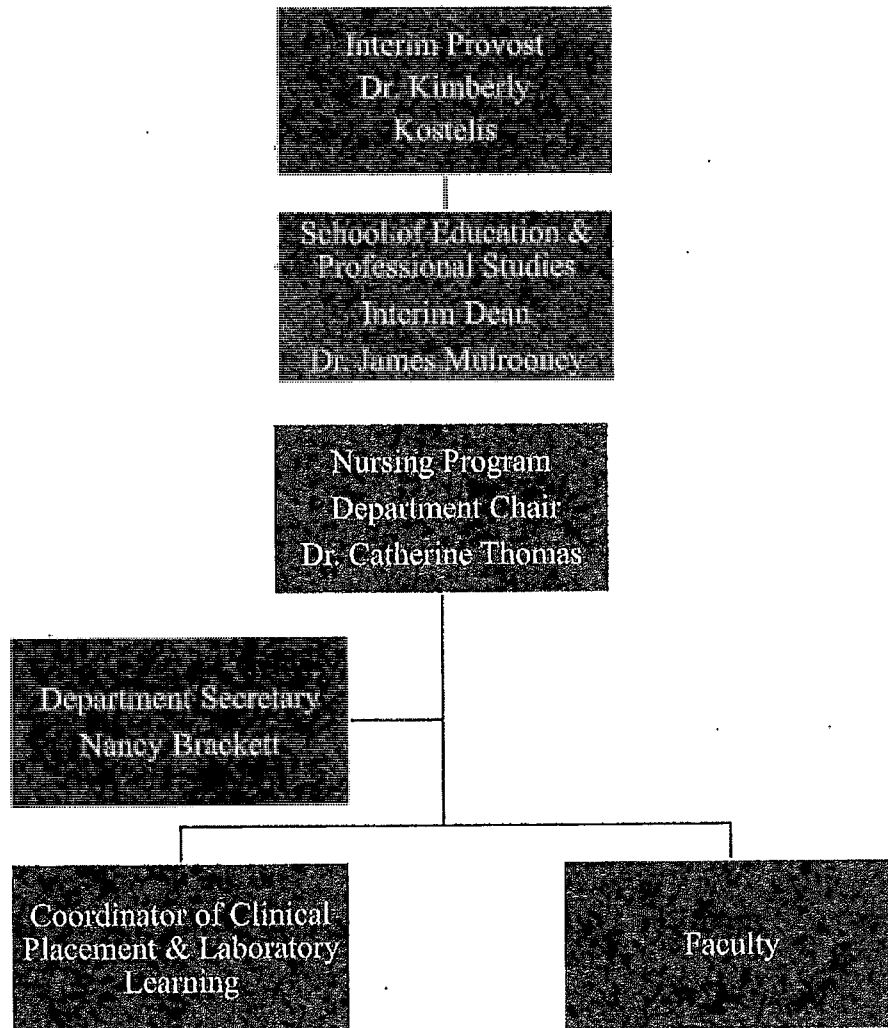 Interim Provost
Dr. Kimberly
Kostelis
School of Education &
Professional Studies
Interim Dean
Dr. James Mulrooney
Nursing Program
Department Chair
Dr. Catherine Thomas
Department Secretary
Nancy Brackett
Coordinator of Clinical
Placement & Laboratory
Learning
Faculty